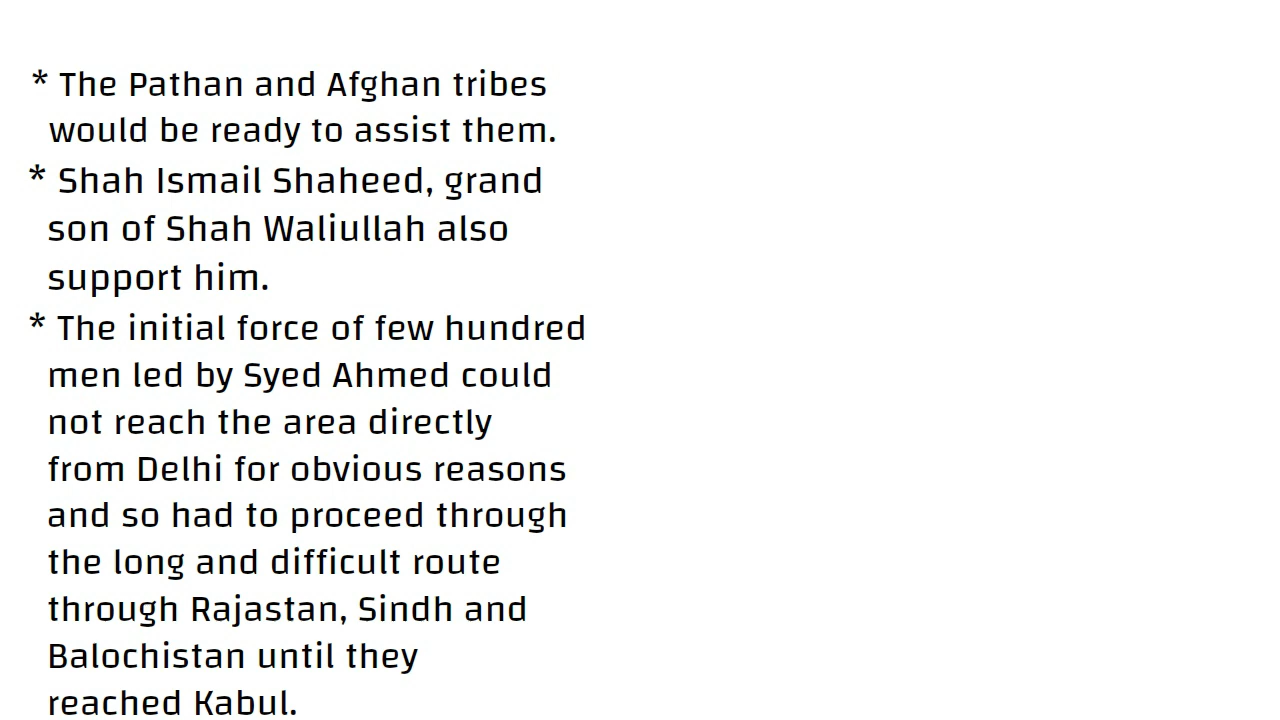 * The Pathan and Afghan tribes
would be ready to assist them.
* Shah Ismail Shaheed, grand
son of Shah Waliullah also
support him.
* The initial force of few hundred
men led by Syed Ahmed could
not reach the area directly
from Delhi for obvious reasons
and so had to proceed through
the long and difficult route
through Rajastan, Sindh and
Balochistan until they
reached Kabul.